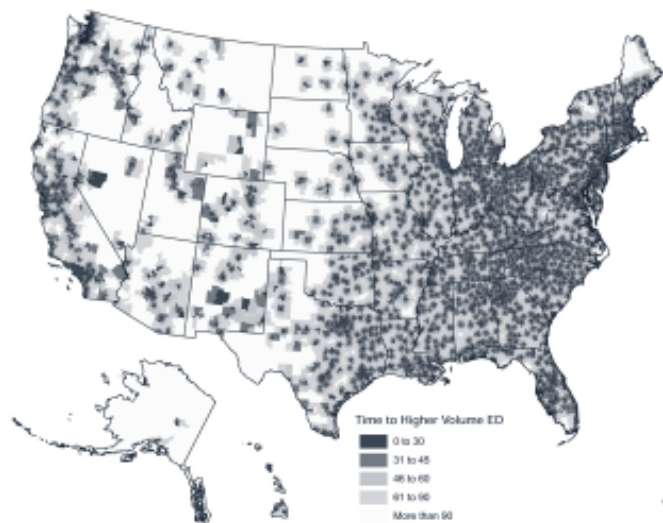 Time to Higher Volume ED
0 to 30
31 to 45
46 to 60
61 to 90
More than 90